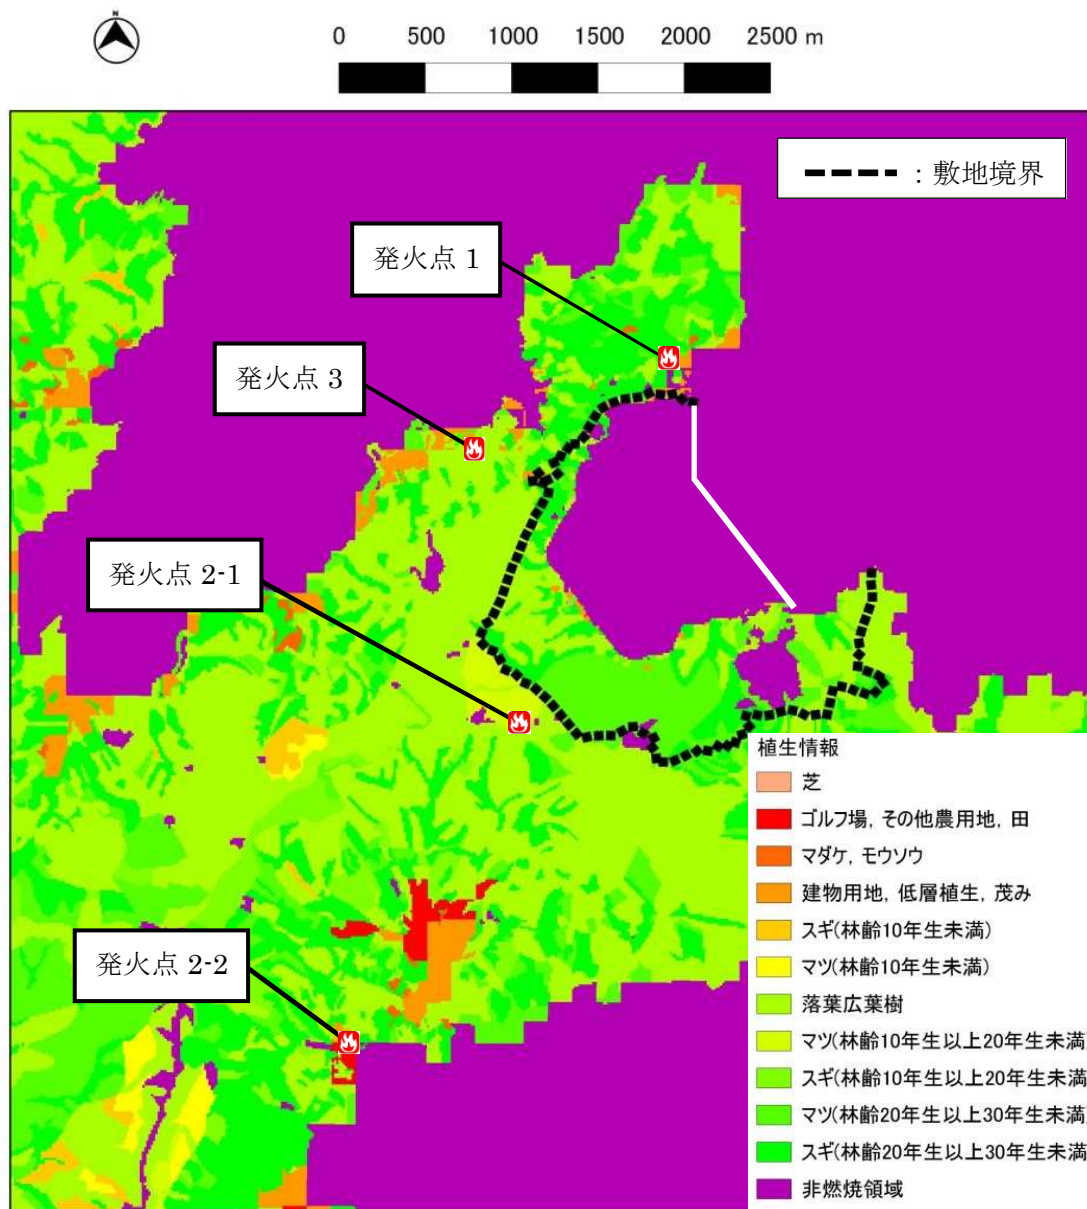 N
0 500 1000 1500 2000 2500 m
：敷地境界
発火点 1
発火点 3
発火点 2-1
発火点 2-2
植生情報
芝
ゴルフ場, その他農用地, 田
マダケ, モウソウ
建物用地, 低層植生, 茂み
スギ(林齢10年生未満)
マツ(林齢10年生未満)
落葉広葉樹
マツ(林齢10年生以上20年生未満
スギ(林齢10年生以上20年生未満
マツ(林齢20年生以上30年生未満
スギ(林齢20年生以上30年生未満
非燃焼領域